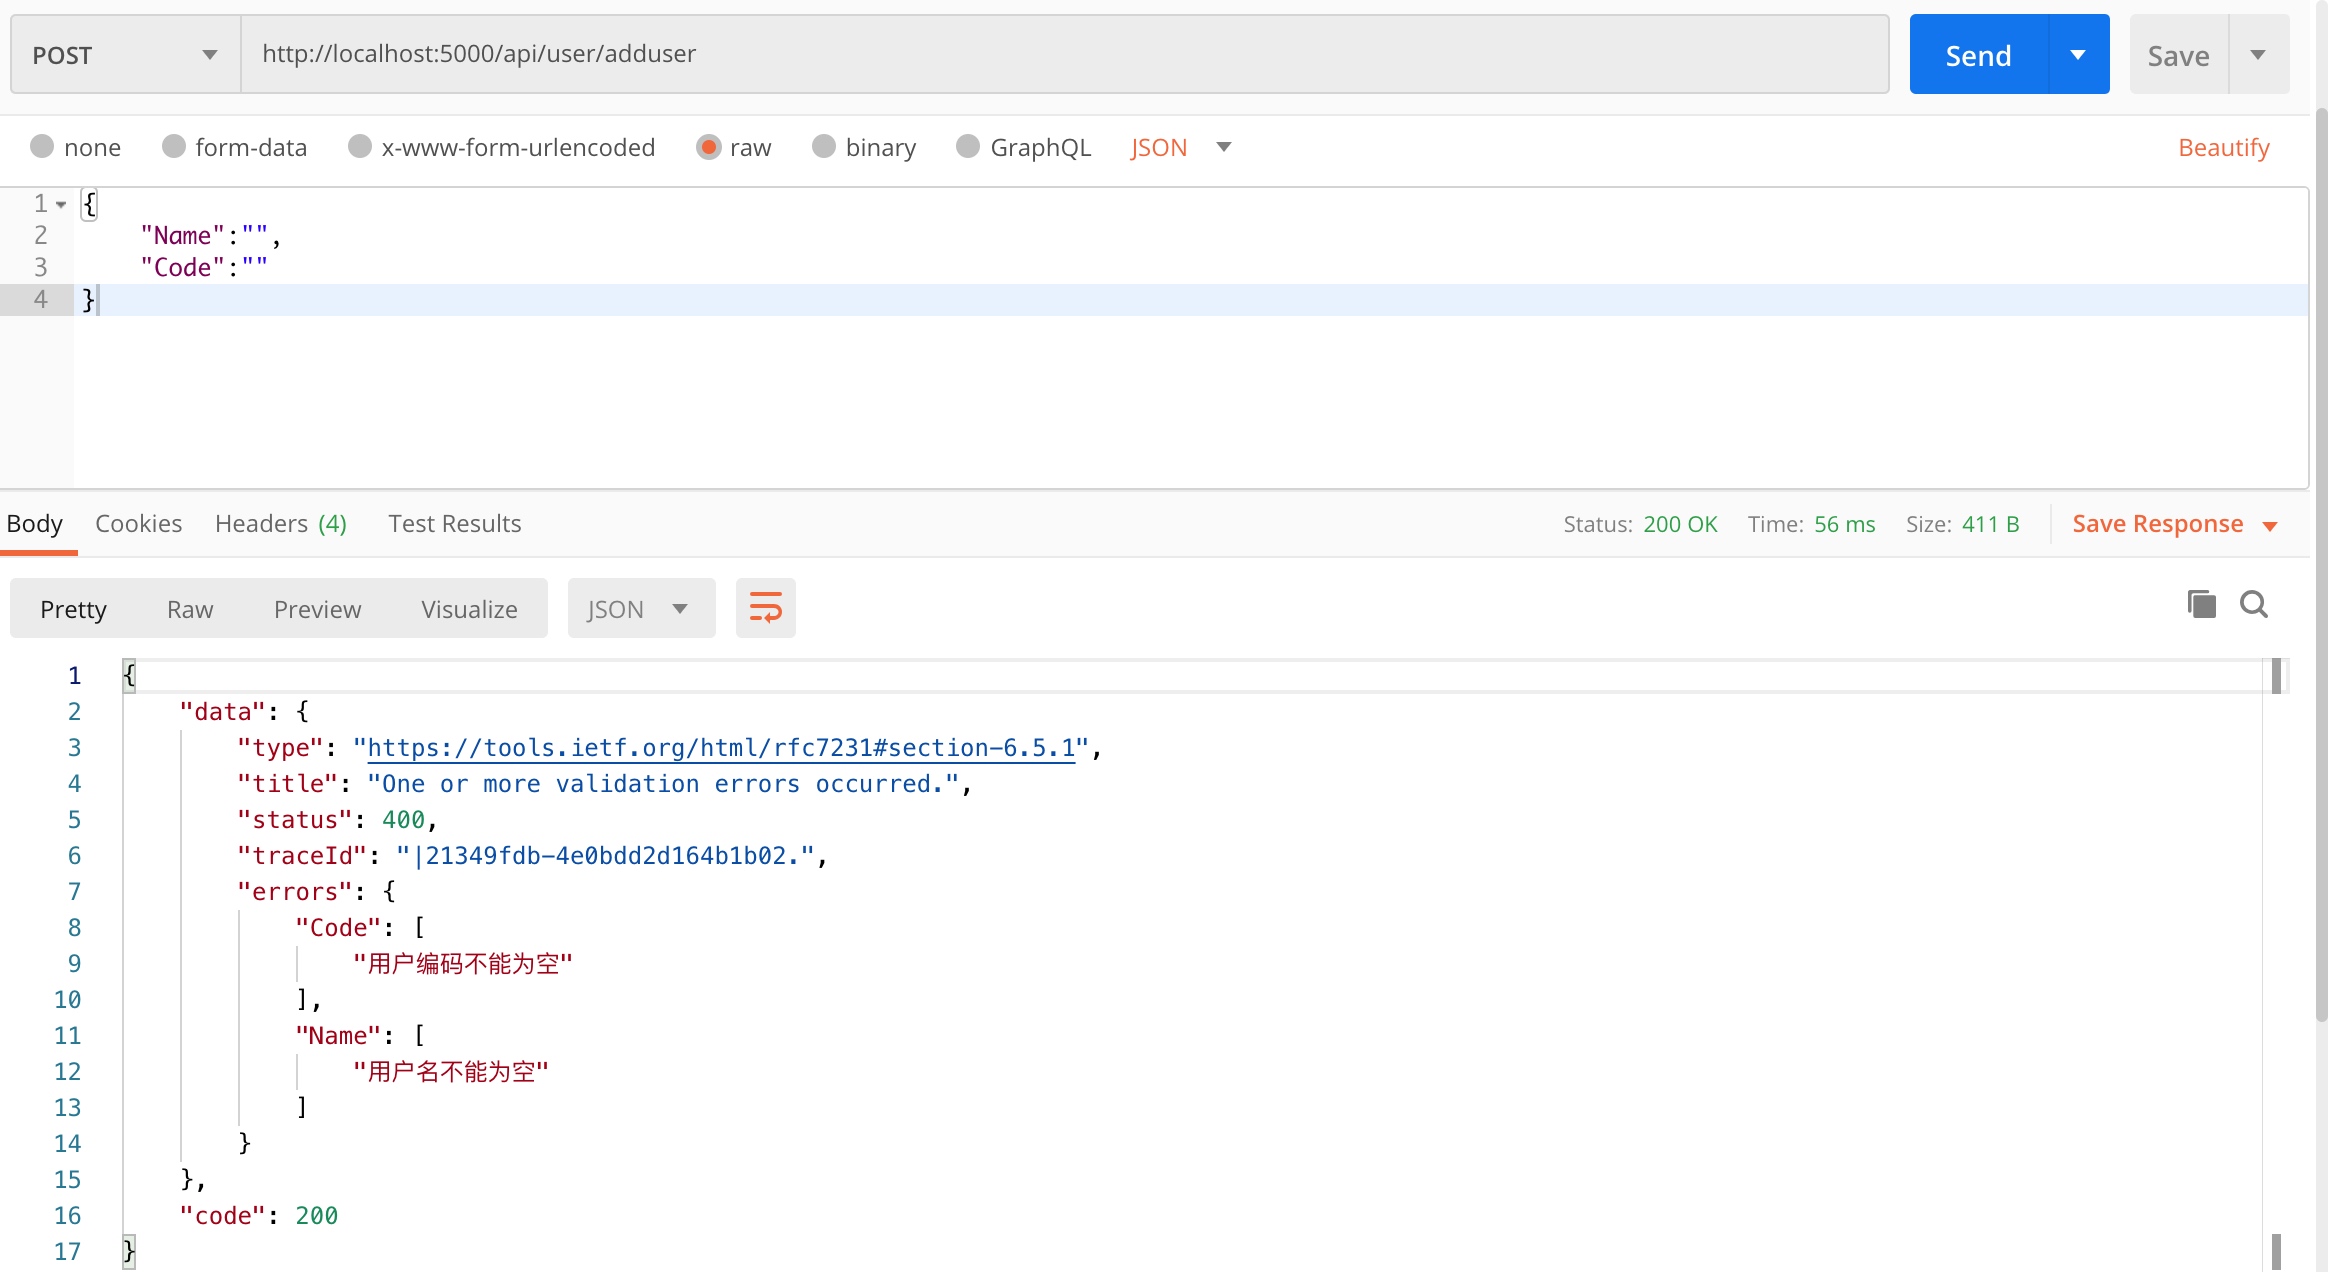 POST http://localhost:5000/api/user/adduser Send Save
none form-data x-www-form-urlencoded raw binary GraphQL JSON Beautify
1 {
2 "Name":"",
3 "Code":""
4 }
Body Cookies Headers (4) Test Results Status: 200 OK Time: 56 ms Size: 411 B Save Response
Pretty Raw Preview Visualize JSON
1 {
2 "data": {
3 "type": "https://tools.ietf.org/html/rfc7231#section-6.5.1",
4 "title": "One or more validation errors occurred.",
5 "status": 400,
6 "traceId": "|21349fdb-4e0bdd2d164b1b02.",
7 "errors": {
8 "Code": [
9 "用户编码不能为空"
10 ],
11 "Name": [
12 "用户名不能为空"
13 ]
14 }
15 },
16 "code": 200
17 }